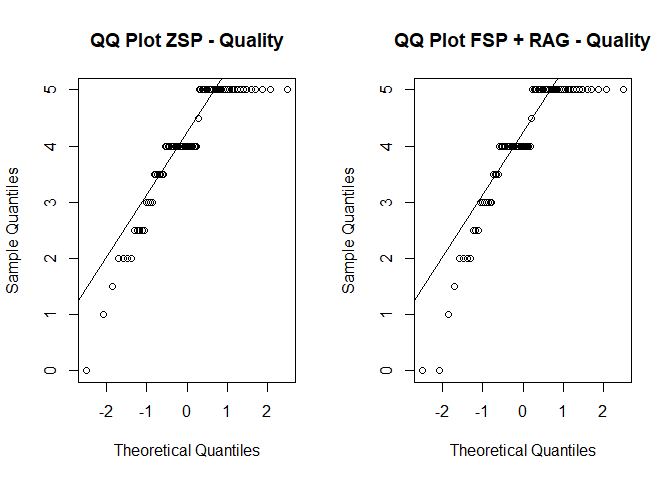 QQ Plot ZSP - Quality
Sample Quantiles
5
4
3
2
1
0
-2 -1 0 1 2
Theoretical Quantiles
QQ Plot FSP + RAG - Quality
Sample Quantiles
5
4
3
2
1
0
-2 -1 0 1 2
Theoretical Quantiles